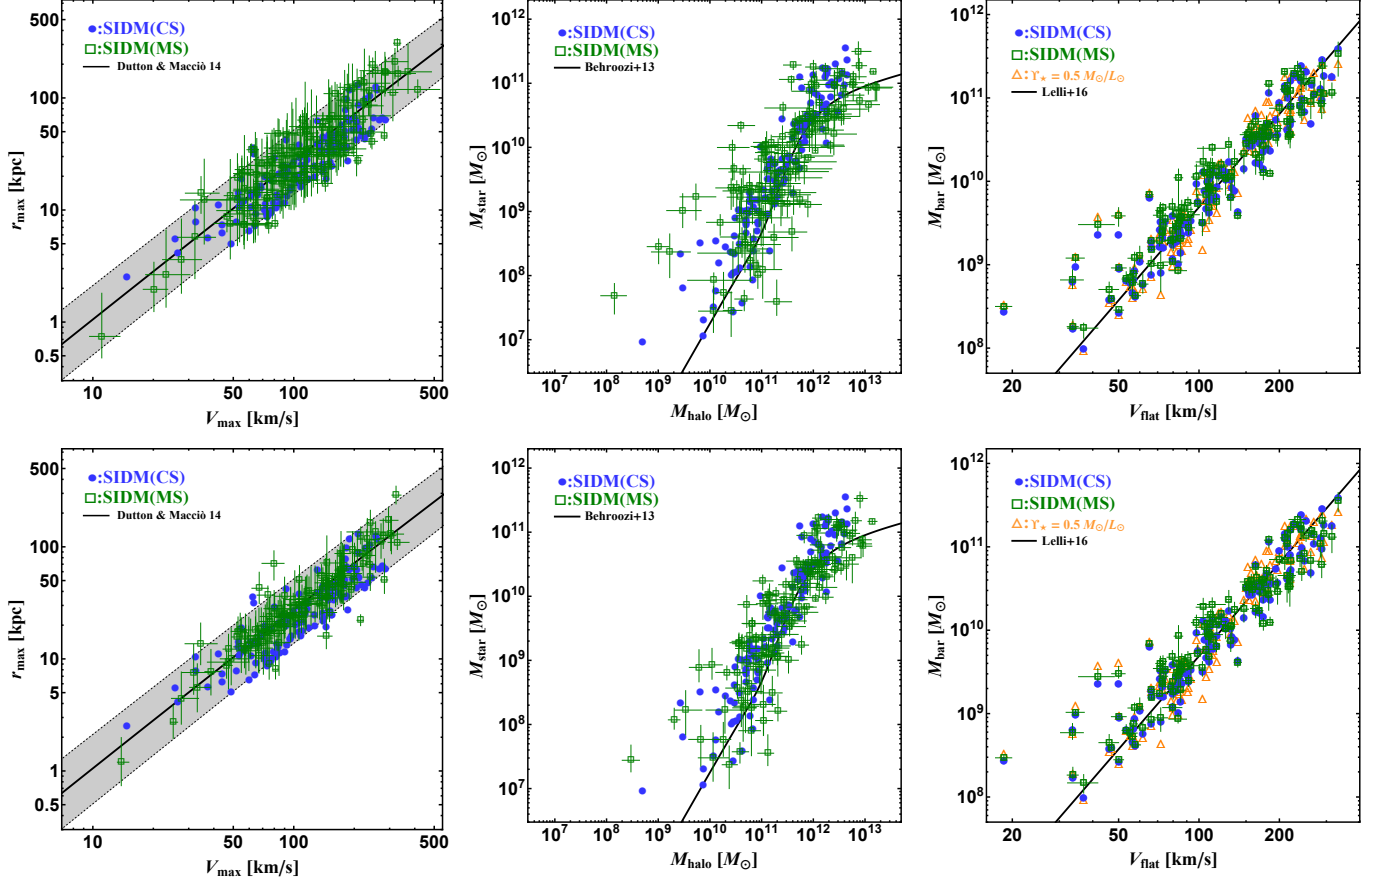 500
100
50
10
5
1
0.5
10
50
100
500
r_max [kpc]
V_max [km/s]
●:SIDM(CS)
□:SIDM(MS)
— Dutton & Macciò 14
10^12
10^11
10^10
10^9
10^8
10^7
10^7
10^8
10^9
10^10
10^11
10^12
10^13
M_star [M_⊙]
M_halo [M_⊙]
●:SIDM(CS)
□:SIDM(MS)
— Behroozi+13
10^12
10^11
10^10
10^9
10^8
20
50
100
200
M_bar [M_⊙]
V_flat [km/s]
●:SIDM(CS)
□:SIDM(MS)
△:ϒ_⋆ = 0.5 M_⊙/L_⊙
— Lelli+16
500
100
50
10
5
1
0.5
10
50
100
500
r_max [kpc]
V_max [km/s]
●:SIDM(CS)
□:SIDM(MS)
— Dutton & Macciò 14
10^12
10^11
10^10
10^9
10^8
10^7
10^7
10^8
10^9
10^10
10^11
10^12
10^13
M_star [M_⊙]
M_halo [M_⊙]
●:SIDM(CS)
□:SIDM(MS)
— Behroozi+13
10^12
10^11
10^10
10^9
10^8
20
50
100
200
M_bar [M_⊙]
V_flat [km/s]
●:SIDM(CS)
□:SIDM(MS)
△:ϒ_⋆ = 0.5 M_⊙/L_⊙
— Lelli+16